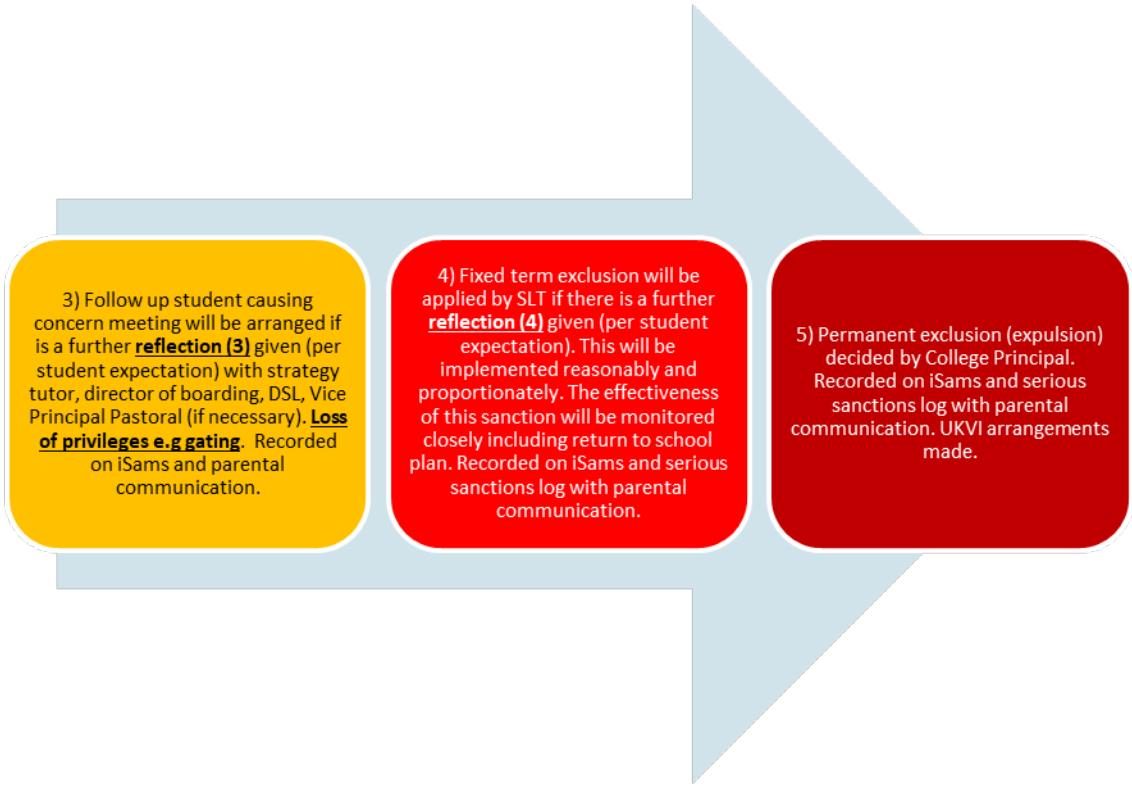 3) Follow up student causing
concern meeting will be arranged if
is a further reflection (3) given (per
student expectation) with strategy
tutor, director of boarding, DSL, Vice
Principal Pastoral (if necessary). Loss
of privileges e.g gating.  Recorded
on iSams and parental
communication.
4) Fixed term exclusion will be
applied by SLT if there is a further
reflection (4) given (per student
expectation). This will be
implemented reasonably and
proportionately. The effectiveness
of this sanction will be monitored
closely including return to school
plan. Recorded on iSams and serious
sanctions log with parental
communication.
5) Permanent exclusion (expulsion)
decided by College Principal.
Recorded on iSams and serious
sanctions log with parental
communication. UKVI arrangements
made.